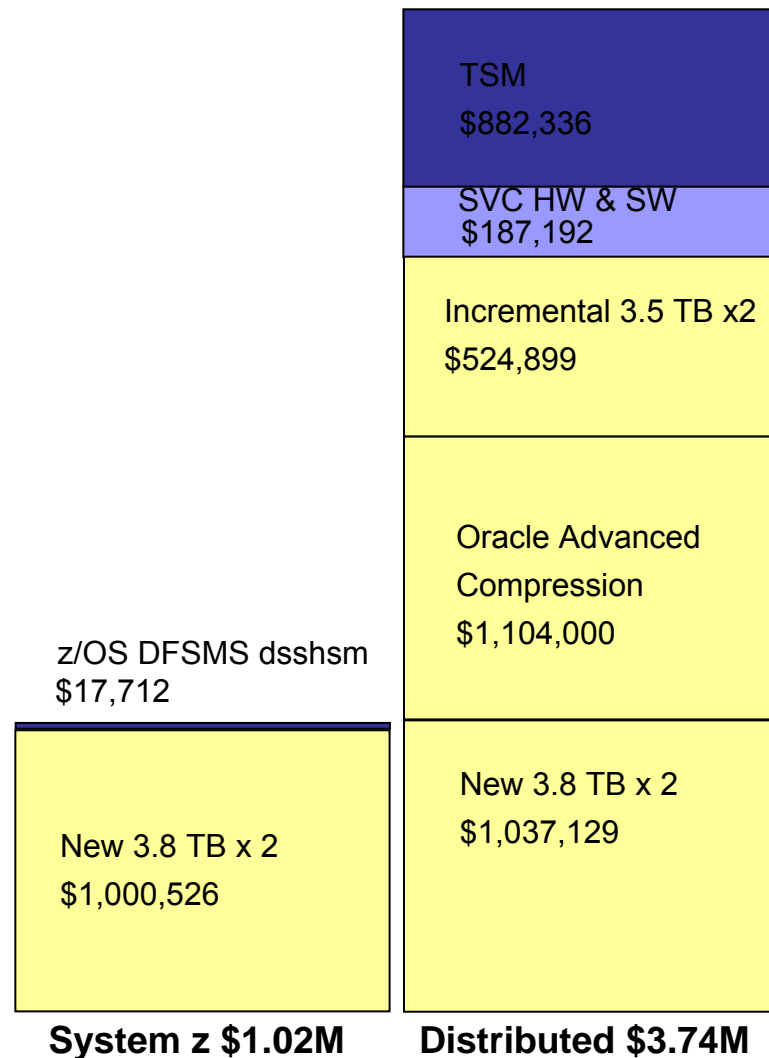 TSM
$882,336
SVC HW & SW
$187,192
Incremental 3.5 TB x2
$524,899
Oracle Advanced
Compression
$1,104,000
z/OS DFSMS dsshsm
$17,712
New 3.8 TB x 2
$1,037,129
New 3.8 TB x 2
$1,000,526
System z $1.02M
Distributed $3.74M